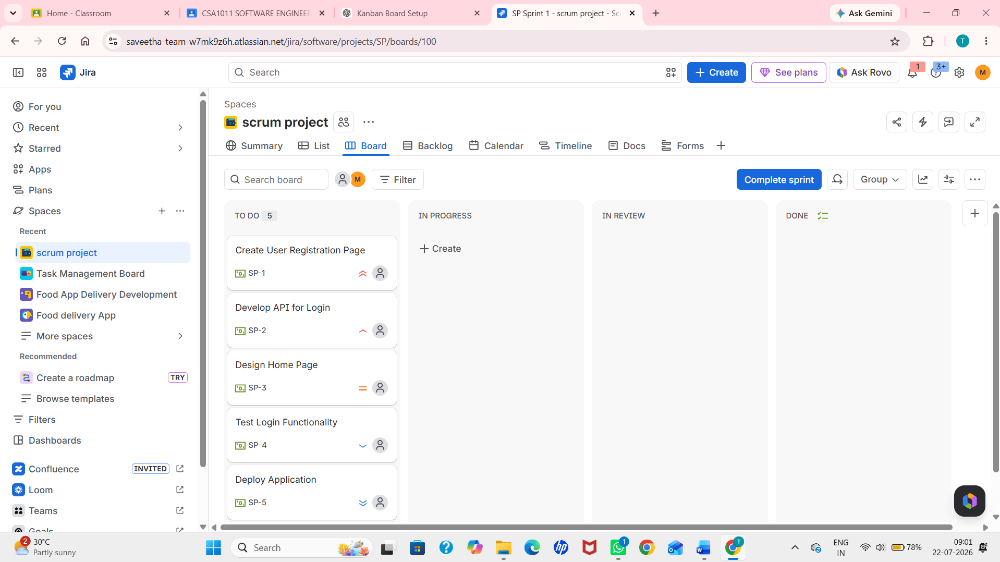 Home - Classroom
CSA1011 SOFTWARE ENGINEER
Kanban Board Setup
SP Sprint 1 - scrum project - Scr
Ask Gemini
saveetha-team-w7mk9z6h.atlassian.net/jira/software/projects/SP/boards/100
T
Jira
Search
Create
See plans
Ask Rovo
1
3+
M
For you
Recent
Starred
Apps
Plans
Spaces
Recent
scrum project
Task Management Board
Food App Delivery Development
Food delivery App
More spaces
Recommended
Create a roadmap
TRY
Browse templates
Filters
Dashboards
Confluence
INVITED
Loom
Teams
Goals
Spaces
scrum project
Summary
List
Board
Backlog
Calendar
Timeline
Docs
Forms
Search board
M
Filter
Complete sprint
Group
TO DO 5
IN PROGRESS
IN REVIEW
DONE
Create User Registration Page
SP-1
Create
Develop API for Login
SP-2
Design Home Page
SP-3
Test Login Functionality
SP-4
Deploy Application
SP-5
2
30°C
Partly sunny
Search
1
T
ENG
IN
78%
09:01
22-07-2026